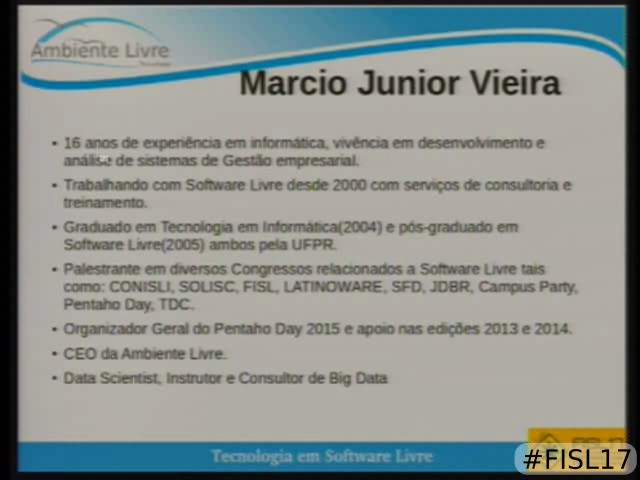 Ambiente Livre
Marcio Junior Vieira
• 16 anos de experiência em informática, vivência em desenvolvimento e
análise de sistemas de Gestão empresarial.
• Trabalhando com Software Livre desde 2000 com serviços de consultoria e
treinamento.
• Graduado em Tecnologia em Informática(2004) e pós-graduado em
Software Livre(2005) ambos pela UFPR.
• Palestrante em diversos Congressos relacionados a Software Livre tais
como: CONISLI, SOLISC, FISL, LATINOWARE, SFD, JDBR, Campus Party,
Pentaho Day, TDC.
• Organizador Geral do Pentaho Day 2015 e apoio nas edições 2013 e 2014.
• CEO da Ambiente Livre.
• Data Scientist, Instrutor e Consultor de Big Data
Tecnologia em Software Livre
#FISL17